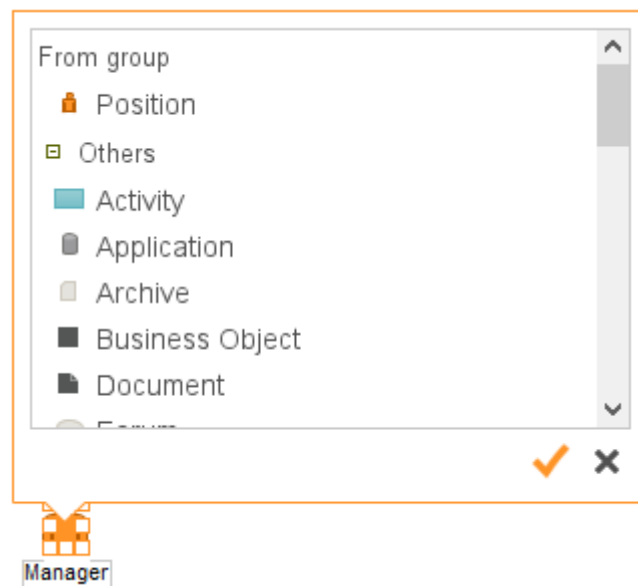 From group
Position
Others
Activity
Application
Archive
Business Object
Document
Manager